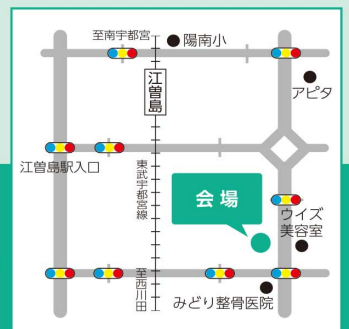 至南宇都宮
陽南小
江曽島
アピタ
江曽島駅入口
東武宇都宮線
会場
ウイズ
美容室
至西川田
みどり整骨医院